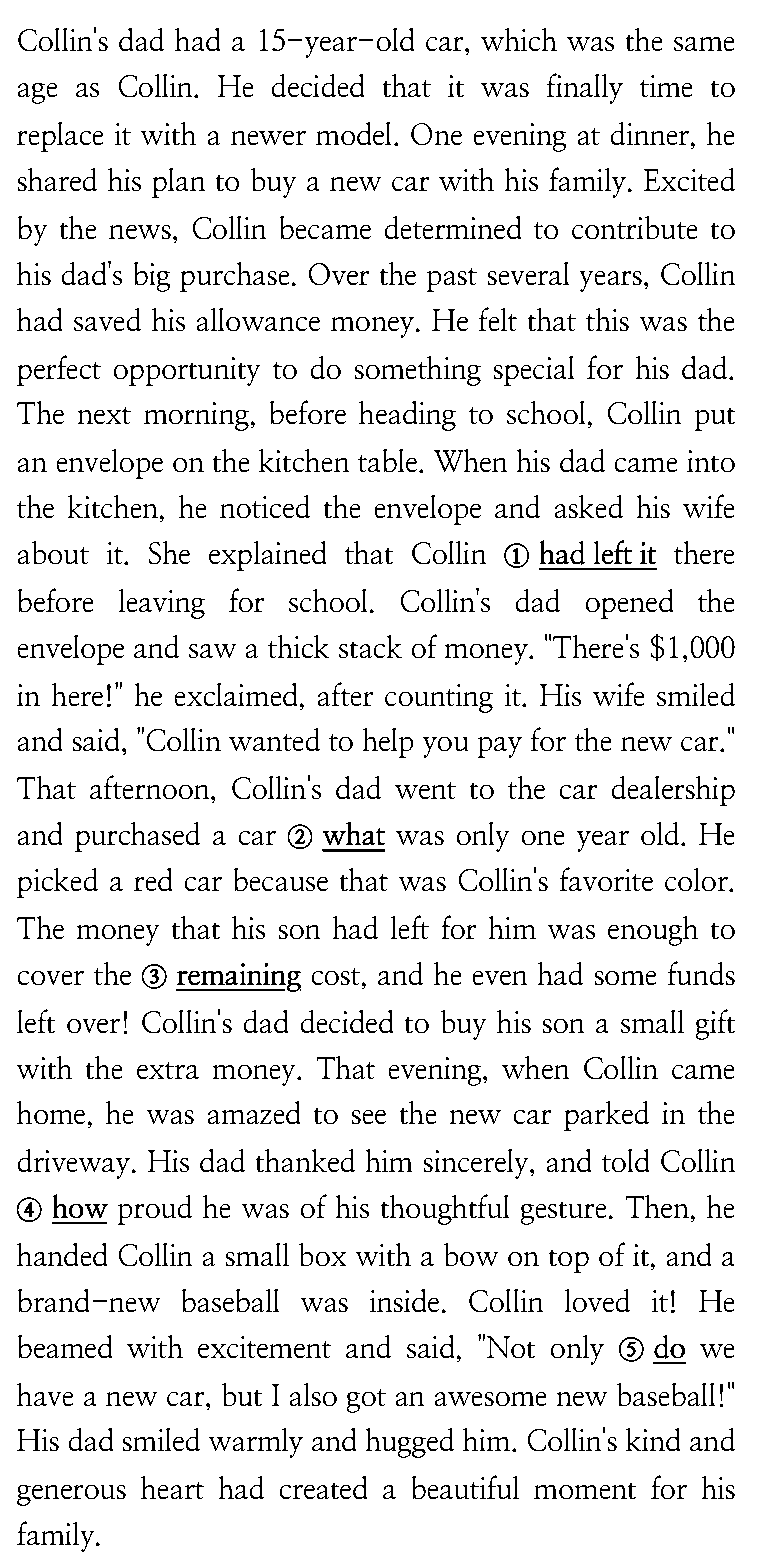 Collin's dad had a 15-year-old car, which was the same
age as Collin. He decided that it was finally time to
replace it with a newer model. One evening at dinner, he
shared his plan to buy a new car with his family. Excited
by the news, Collin became determined to contribute to
his dad's big purchase. Over the past several years, Collin
had saved his allowance money. He felt that this was the
perfect opportunity to do something special for his dad.
The next morning, before heading to school, Collin put
an envelope on the kitchen table. When his dad came into
the kitchen, he noticed the envelope and asked his wife
about it. She explained that Collin ① had left it there
before leaving for school. Collin's dad opened the
envelope and saw a thick stack of money. "There's $1,000
in here!" he exclaimed, after counting it. His wife smiled
and said, "Collin wanted to help you pay for the new car."
That afternoon, Collin's dad went to the car dealership
and purchased a car ② what was only one year old. He
picked a red car because that was Collin's favorite color.
The money that his son had left for him was enough to
cover the ③ remaining cost, and he even had some funds
left over! Collin's dad decided to buy his son a small gift
with the extra money. That evening, when Collin came
home, he was amazed to see the new car parked in the
driveway. His dad thanked him sincerely, and told Collin
④ how proud he was of his thoughtful gesture. Then, he
handed Collin a small box with a bow on top of it, and a
brand-new baseball was inside. Collin loved it! He
beamed with excitement and said, "Not only ⑤ do we
have a new car, but I also got an awesome new baseball!"
His dad smiled warmly and hugged him. Collin's kind and
generous heart had created a beautiful moment for his
family.